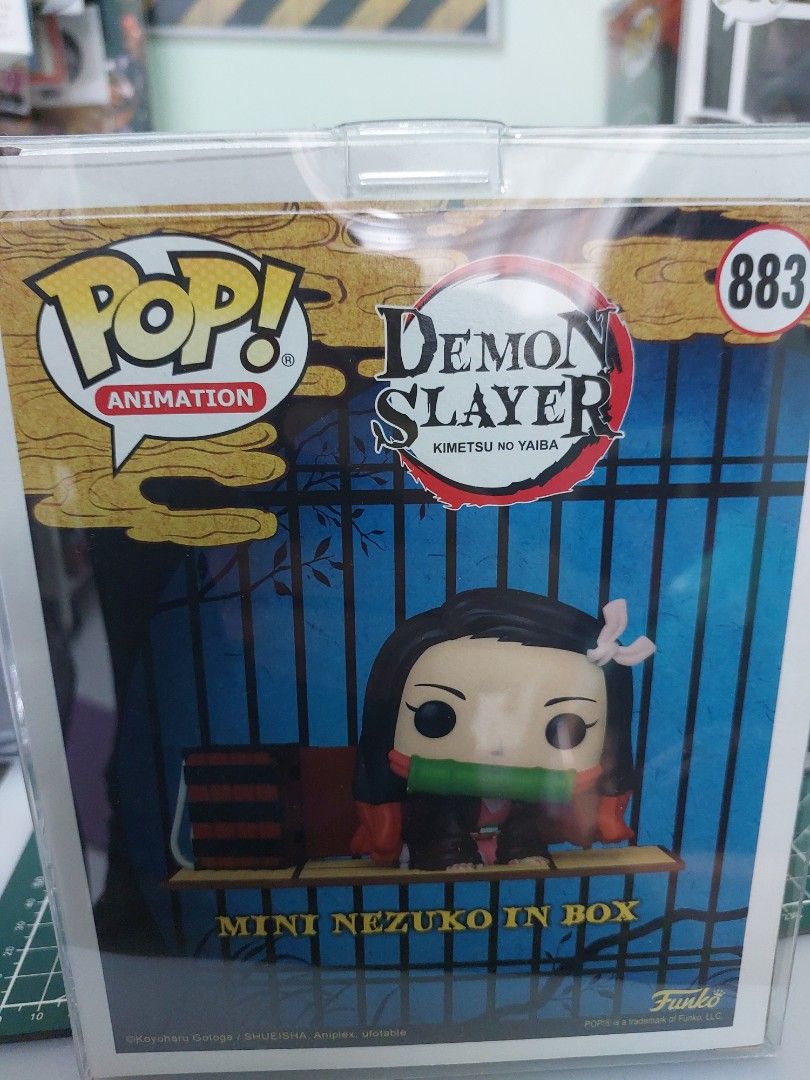 POP!®
ANIMATION
DEMON
SLAYER
KIMETSU NO YAIBA
883
MINI NEZUKO IN BOX
Funko
POP!® is a trademark of Funko, LLC.
©Koyoharu Gotoge / SHUEISHA, Aniplex, ufotable
10